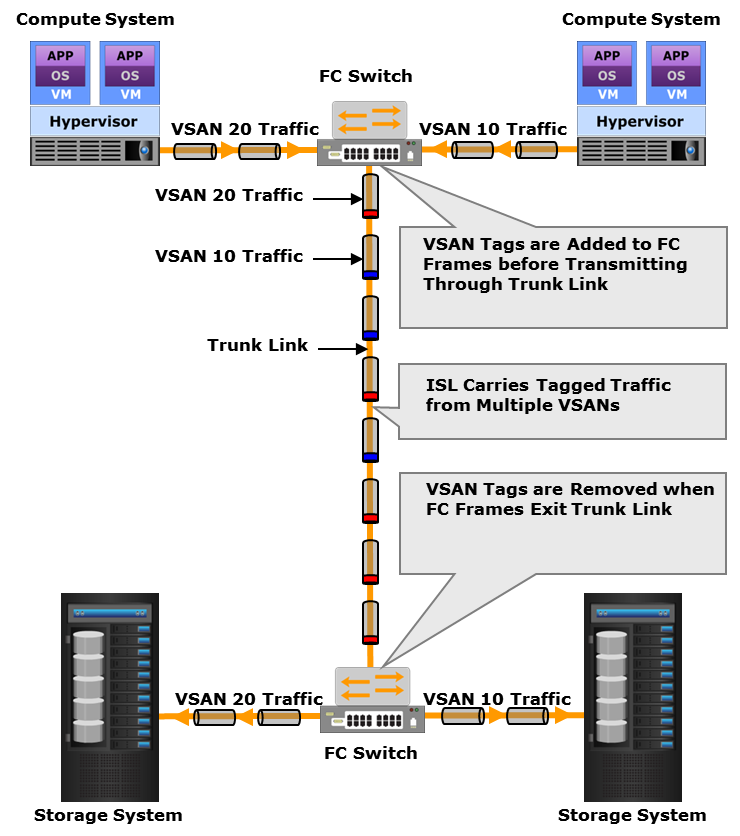 Compute System
Compute System
APP
APP
OS
OS
VM
VM
Hypervisor
FC Switch
APP
APP
OS
OS
VM
VM
Hypervisor
VSAN 20 Traffic
VSAN 10 Traffic
VSAN 20 Traffic
VSAN 10 Traffic
Trunk Link
VSAN Tags are Added to FC
Frames before Transmitting
Through Trunk Link
ISL Carries Tagged Traffic
from Multiple VSANs
VSAN Tags are Removed when
FC Frames Exit Trunk Link
VSAN 20 Traffic
VSAN 10 Traffic
FC Switch
Storage System
Storage System